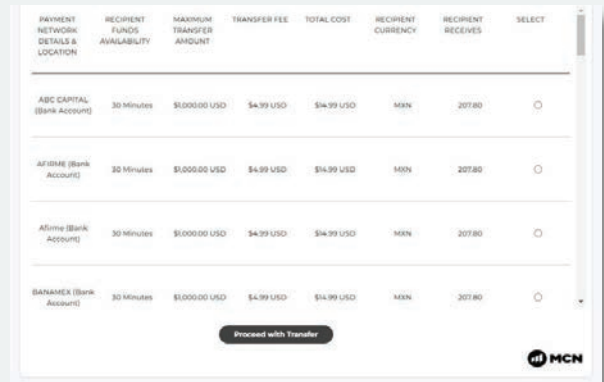 PAYMENT NETWORK DETAILS & LOCATION RECIPIENT FUNDS AVAILABILITY MAXIMUM TRANSFER AMOUNT TRANSFER FEE TOTAL COST RECIPIENT CURRENCY RECIPIENT RECEIVES SELECT
ABC CAPITAL (Bank Account) 30 Minutes $1,000.00 USD $4.99 USD $14.99 USD MXN 207.80
AFIRME (Bank Account) 30 Minutes $1,000.00 USD $4.99 USD $14.99 USD MXN 207.80
Afirme (Bank Account) 30 Minutes $1,000.00 USD $4.99 USD $14.99 USD MXN 207.80
BANAMEX (Bank Account) 30 Minutes $1,000.00 USD $4.99 USD $14.99 USD MXN 207.80
Proceed with Transfer
MCN